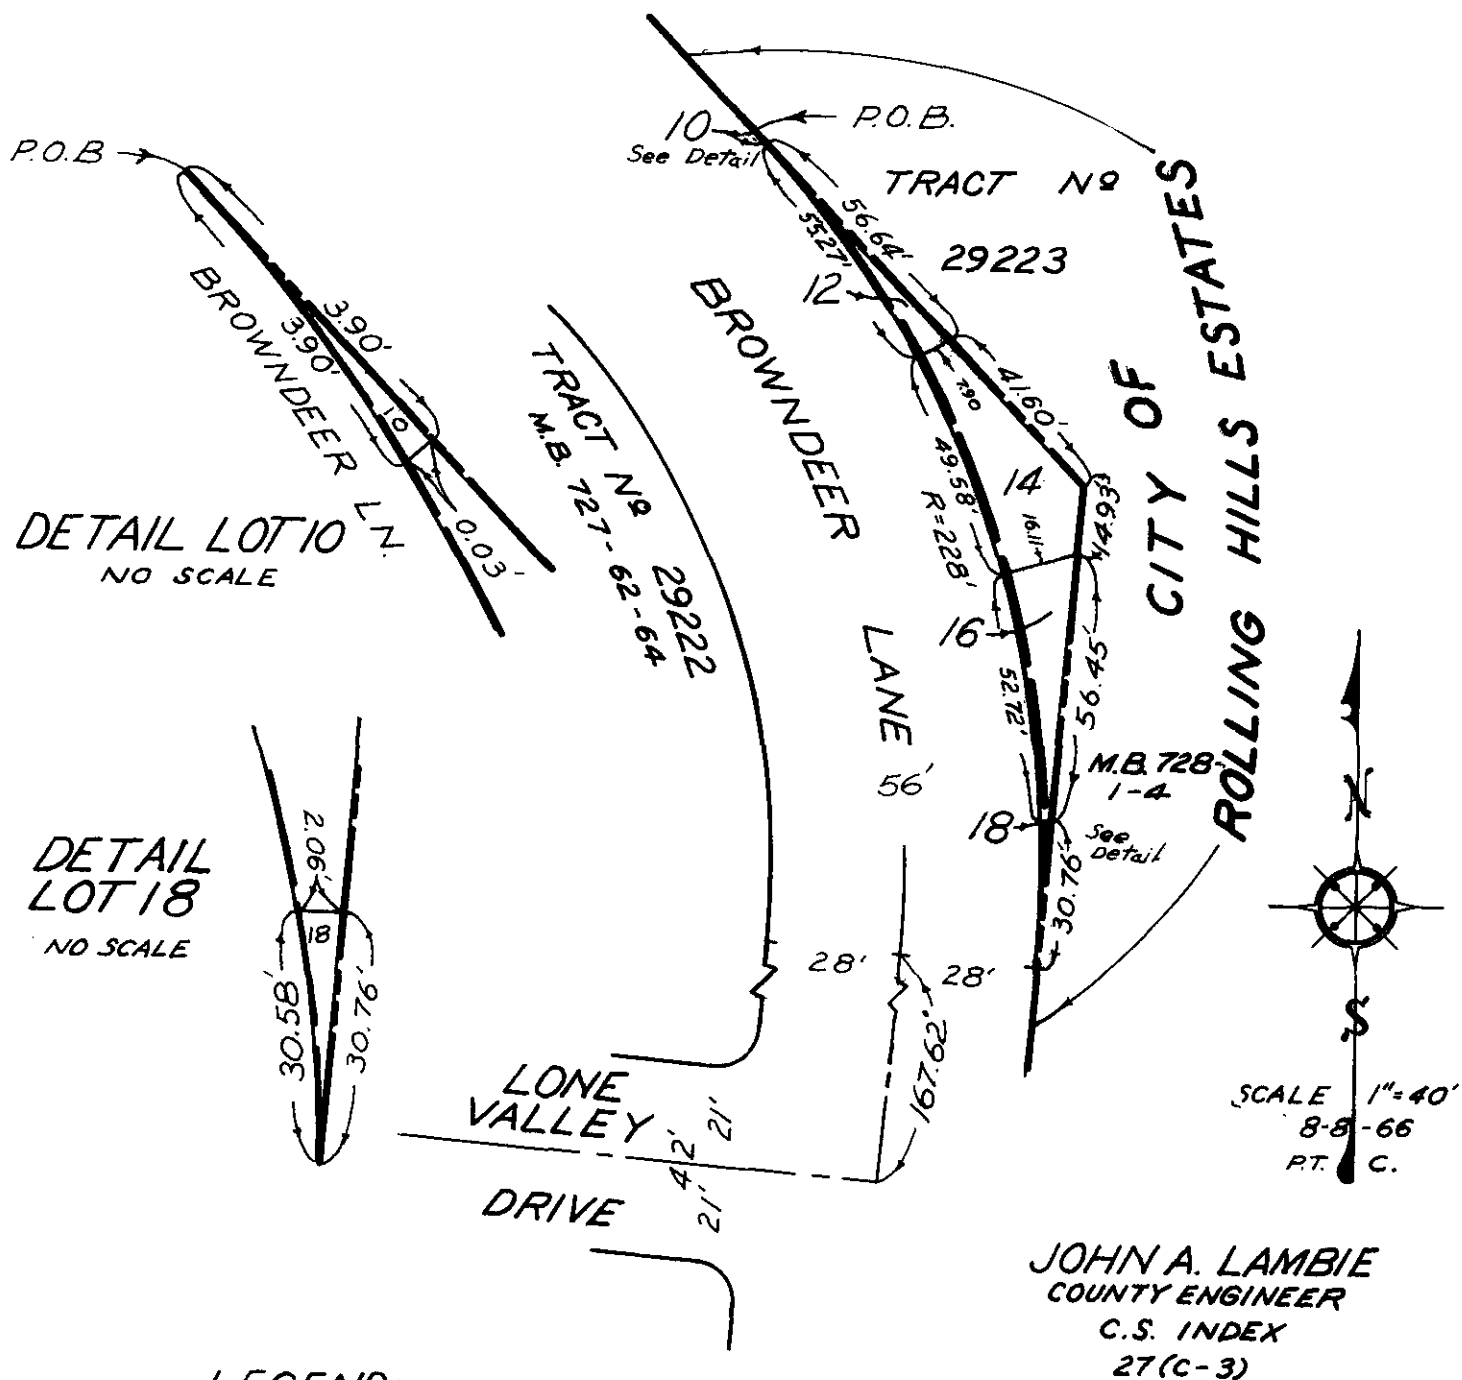 P.O.B
10
See Detail
P.O.B.
TRACT Nº
29223
56.64'
55.27'
12
7.90
41.60'
BROWNDEER
LANE
56'
49.58'
R=228'
14
16.11
14.93'
16
52.72'
56.45'
M.B. 728-
1-4
18
See
Detail
30.76'
CITY OF
ROLLING HILLS ESTATES
3.90'
3.90'
10
0.03'
BROWNDEER LN.
DETAIL LOT 10
NO SCALE
TRACT Nº 29222
M.B. 727-62-64
DETAIL
LOT 18
NO SCALE
2.06'
18
30.58'
30.76'
28'
28'
167.62'
LONE
VALLEY
DRIVE
42'
21'
21'
N
S
SCALE 1"=40'
8-8-66
P.T. C.
JOHN A. LAMBIE
COUNTY ENGINEER
C.S. INDEX
27(C-3)